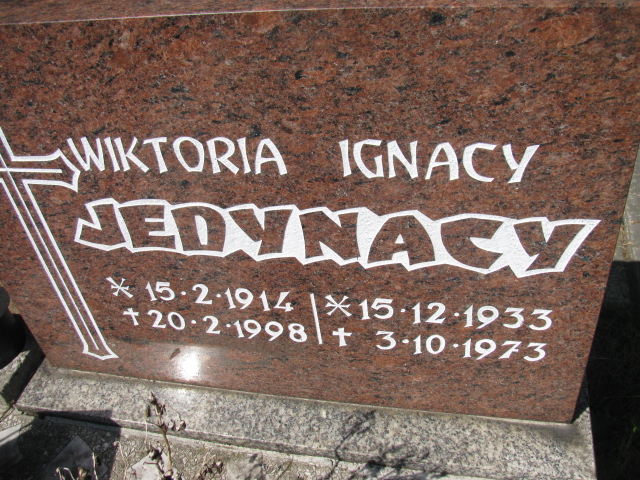 WIKTORIA IGNACY
JEDYNACY
* 15·2·1914 * 15·12·1933
† 20·2·1998 † 3·10·1973